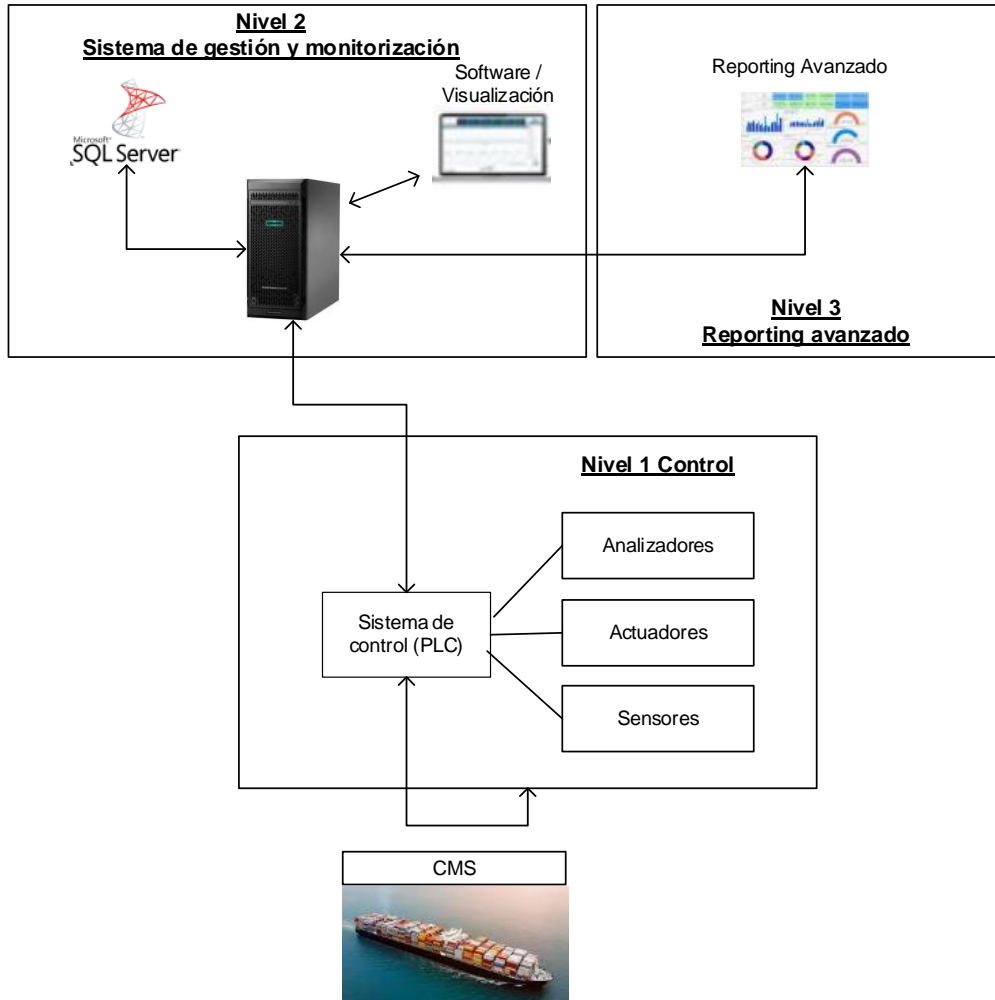 Nivel 2
Sistema de gestión y monitorización
Software /
Visualización
Microsoft
SQL Server
Reporting Avanzado
Nivel 3
Reporting avanzado
Nivel 1 Control
Analizadores
Sistema de
control (PLC)
Actuadores
Sensores
CMS